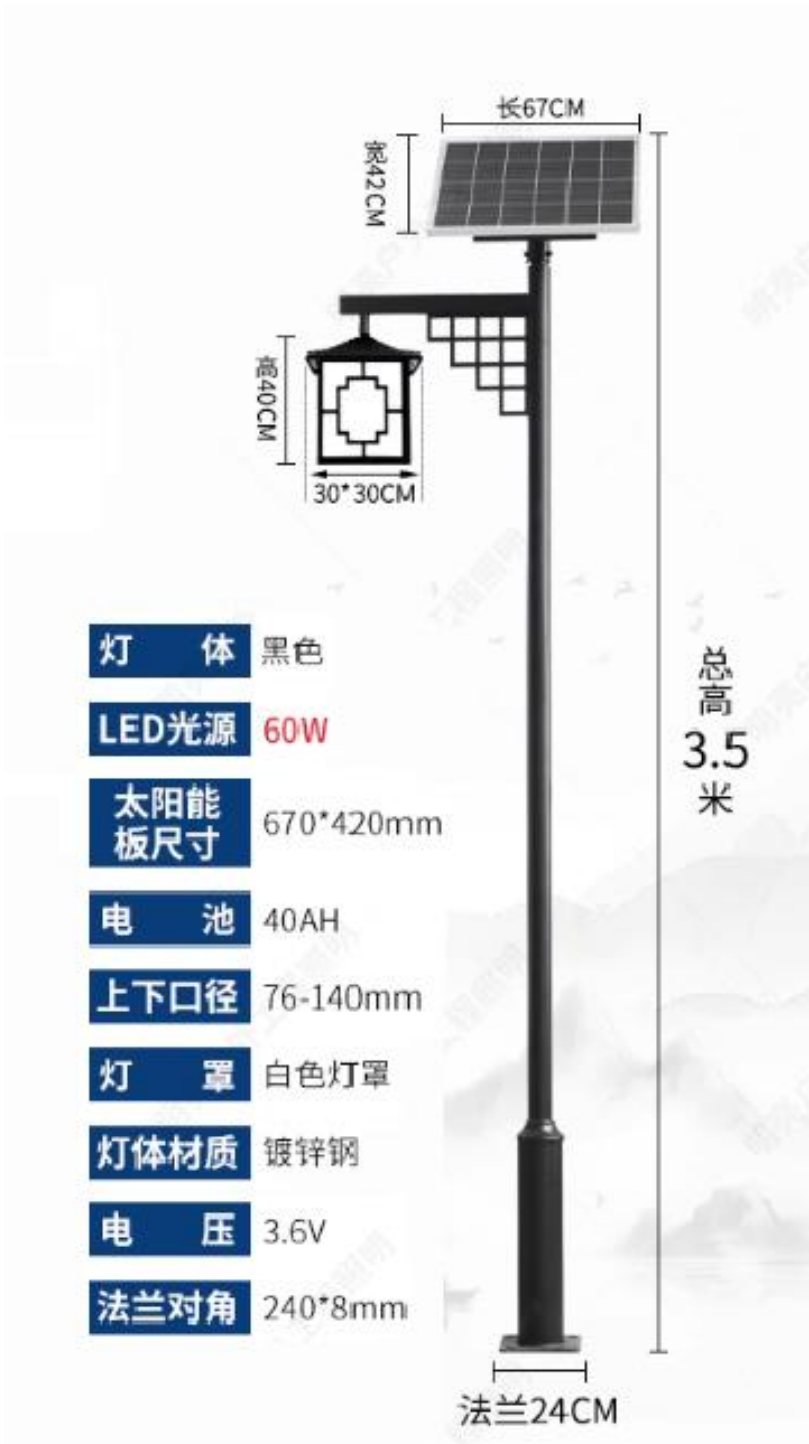 长67CM
宽42CM
高40CM
30*30CM
总高
3.5
米
灯 体 黑色
LED光源 60W
太阳能
板尺寸 670*420mm
电 池 40AH
上下口径 76-140mm
灯 罩 白色灯罩
灯体材质 镀锌钢
电 压 3.6V
法兰对角 240*8mm
法兰24CM